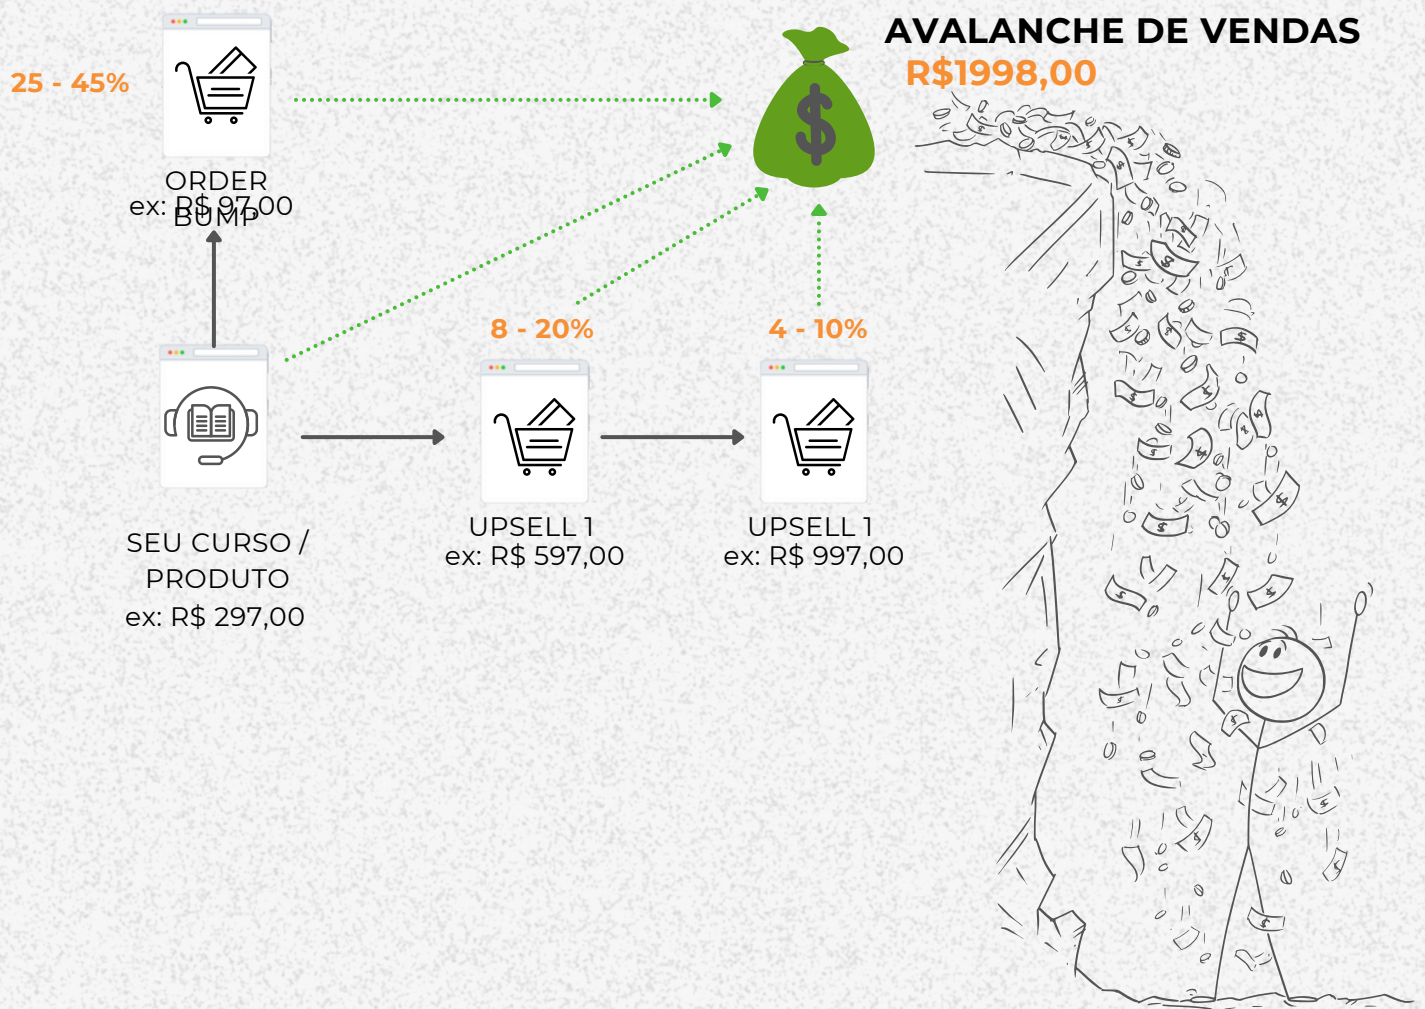 AVALANCHE DE VENDAS
R$1998,00
25 - 45%
ORDER
BUMP
ex: R$ 97,00
8 - 20%
4 - 10%
SEU CURSO /
PRODUTO
ex: R$ 297,00
UPSELL 1
ex: R$ 597,00
UPSELL 1
ex: R$ 997,00